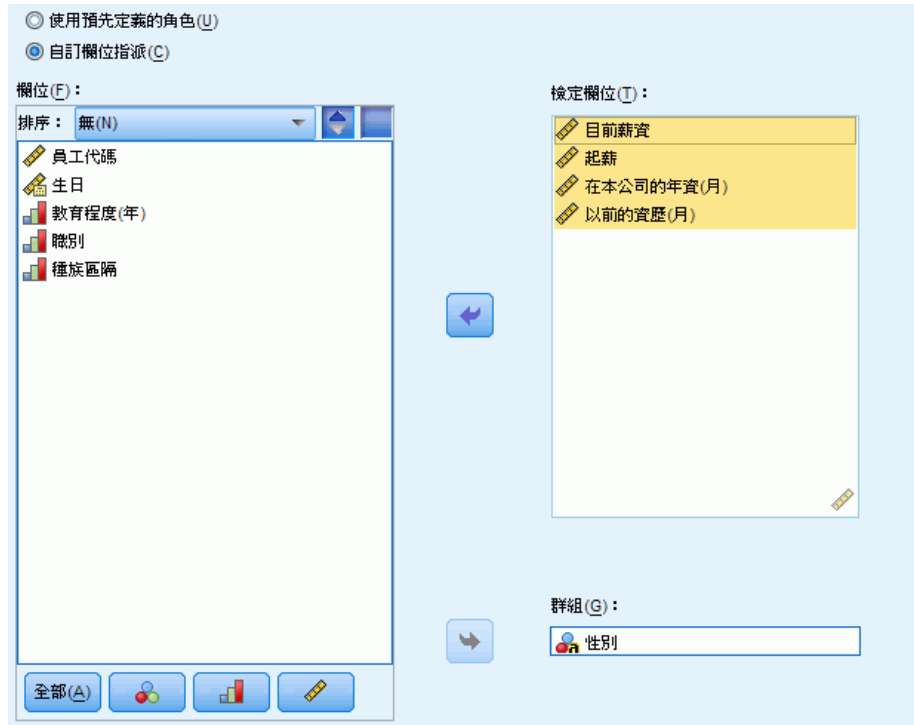 使用預先定義的角色(U)
自訂欄位指派(C)
欄位(F)：
排序： 無(N)
員工代碼
生日
教育程度(年)
職別
種族區隔
全部(A)
檢定欄位(T)：
目前薪資
起薪
在本公司的年資(月)
以前的資歷(月)
群組(G)：
性別